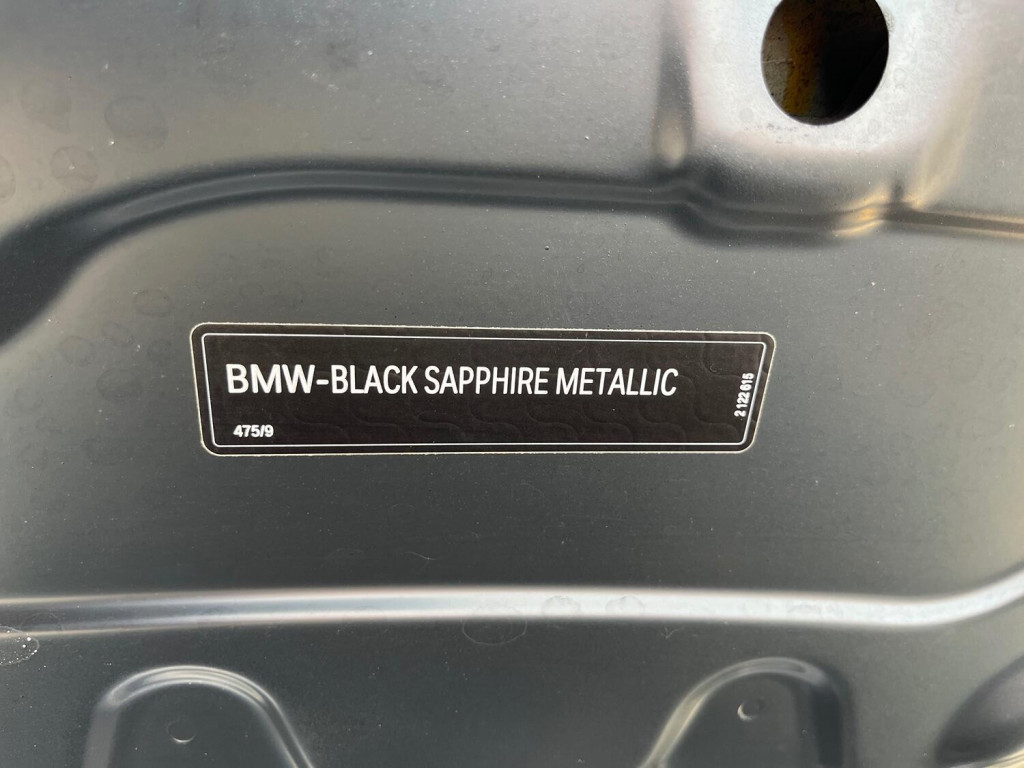 BMW-BLACK SAPPHIRE METALLIC
475/9
2 122 615